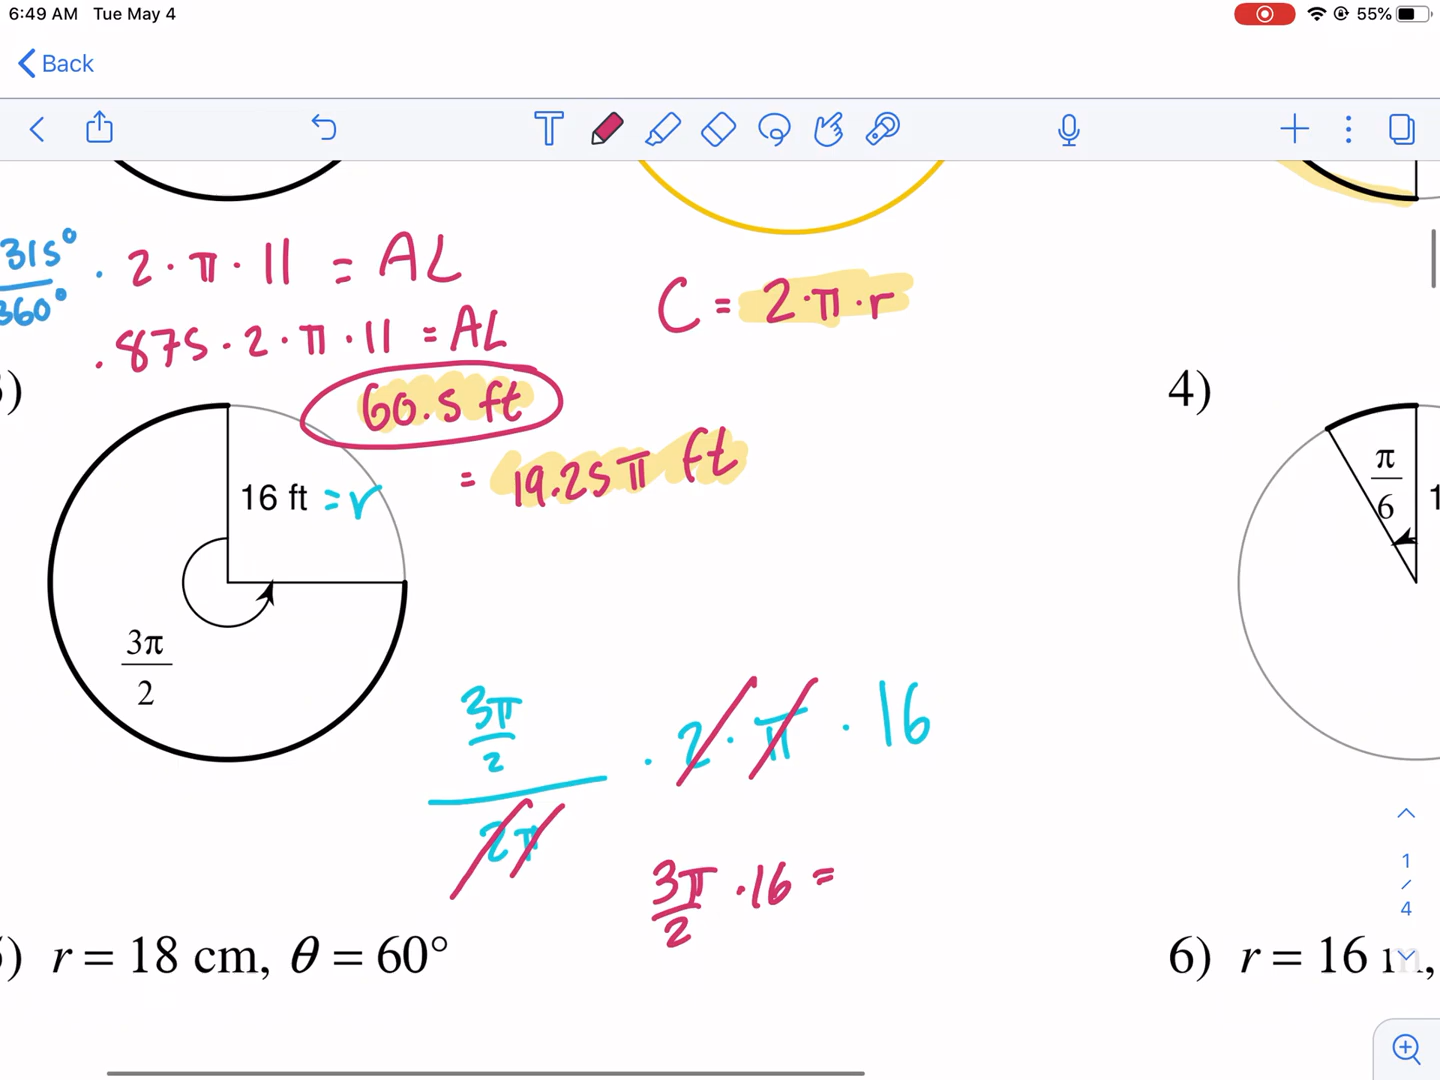 6:49 AM Tue May 4
55%
Back
315°
360°
· 2 · π · 11 = AL
.875 · 2 · π · 11 = AL
60.5 ft
= 19.25π ft
C = 2 · π · r
)
16 ft = r
3π
2
3π
2
2π
· 2 · π · 16
3π
2
· 16 =
4)
π
6
1
1
/
4
) r = 18 cm, θ = 60°
6) r = 16